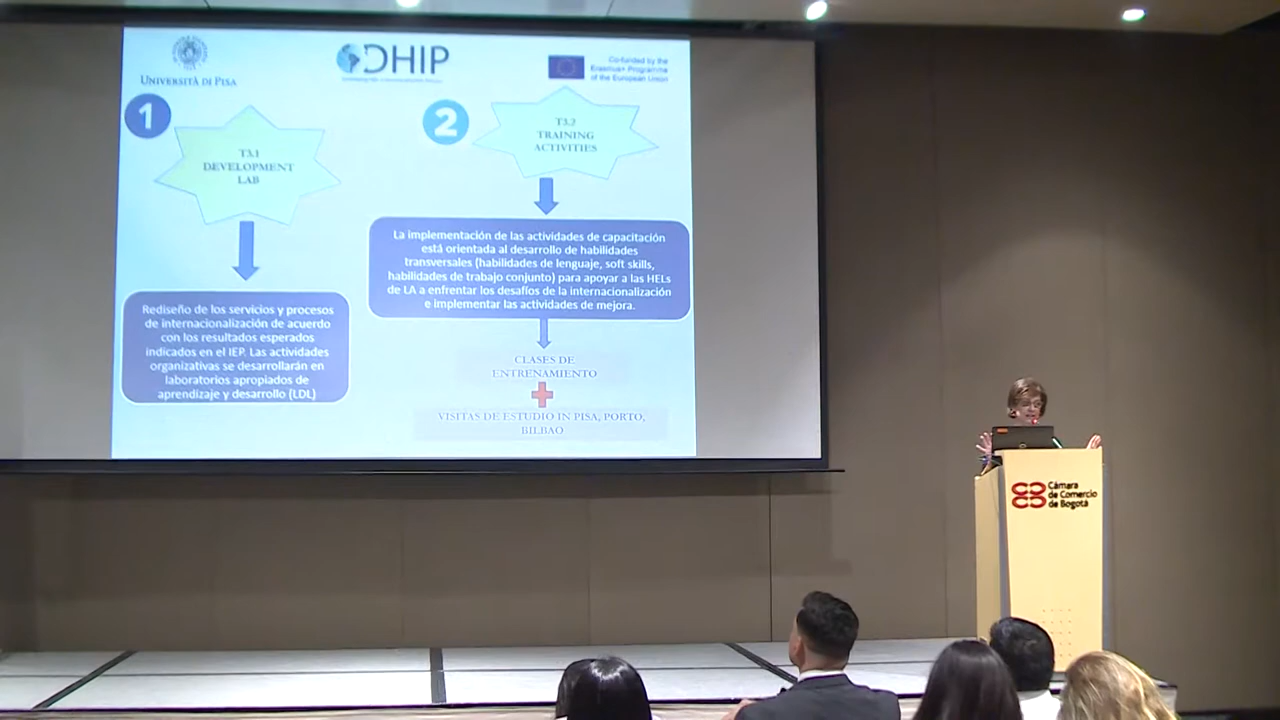 UNIVERSITÀ DI PISA
DHIP
Co-funded by the
Erasmus+ Programme
of the European Union
1
T3.1
DEVELOPMENT
LAB
Rediseño de los servicios y procesos
de internacionalización de acuerdo
con los resultados esperados
indicados en el IEP. Las actividades
organizativas se desarrollarán en
laboratorios apropiados de
aprendizaje y desarrollo (LDL)
2
T3.2
TRAINING
ACTIVITIES
La implementación de las actividades de capacitación
está orientada al desarrollo de habilidades
transversales (habilidades de lenguaje, soft skills,
habilidades de trabajo conjunto) para apoyar a las HELs
de LA a enfrentar los desafíos de la internacionalización
e implementar las actividades de mejora.
CLASES DE
ENTRENAMIENTO
VISITAS DE ESTUDIO IN PISA, PORTO,
BILBAO
Cámara
de Comercio
de Bogotá